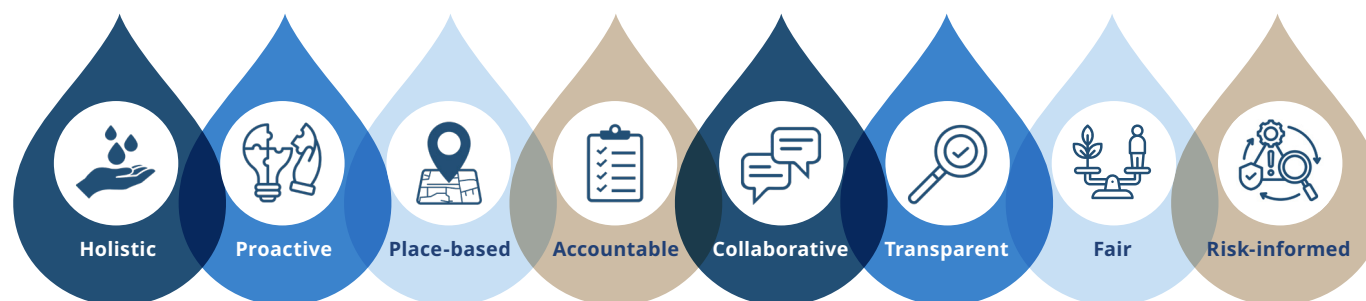 Holistic
Proactive
Place-based
Accountable
Collaborative
Transparent
Fair
Risk-informed